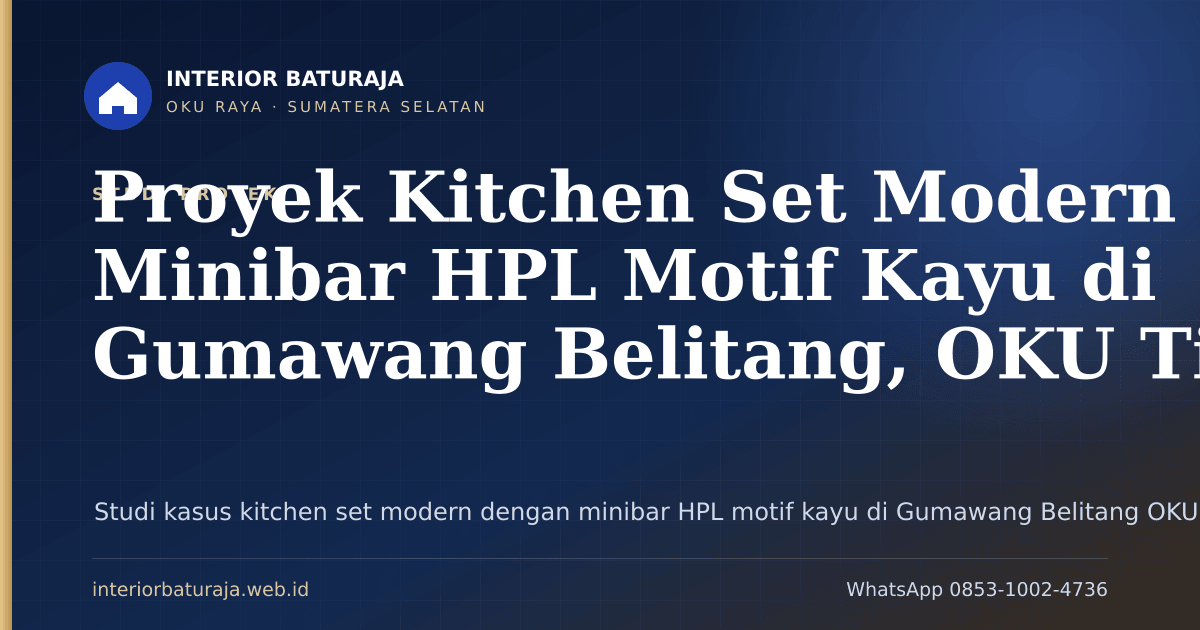 INTERIOR BATURAJA
OKU RAYA · SUMATERA SELATAN
STUDI PROYEK
Proyek Kitchen Set Modern
Minibar HPL Motif Kayu di
Gumawang Belitang, OKU Ti
Studi kasus kitchen set modern dengan minibar HPL motif kayu di Gumawang Belitang OKU
interiorbaturaja.web.id
WhatsApp 0853-1002-4736